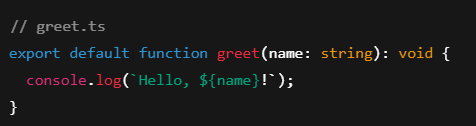 // greet.ts
export default function greet(name: string): void {
  console.log(`Hello, ${name}!`);
}